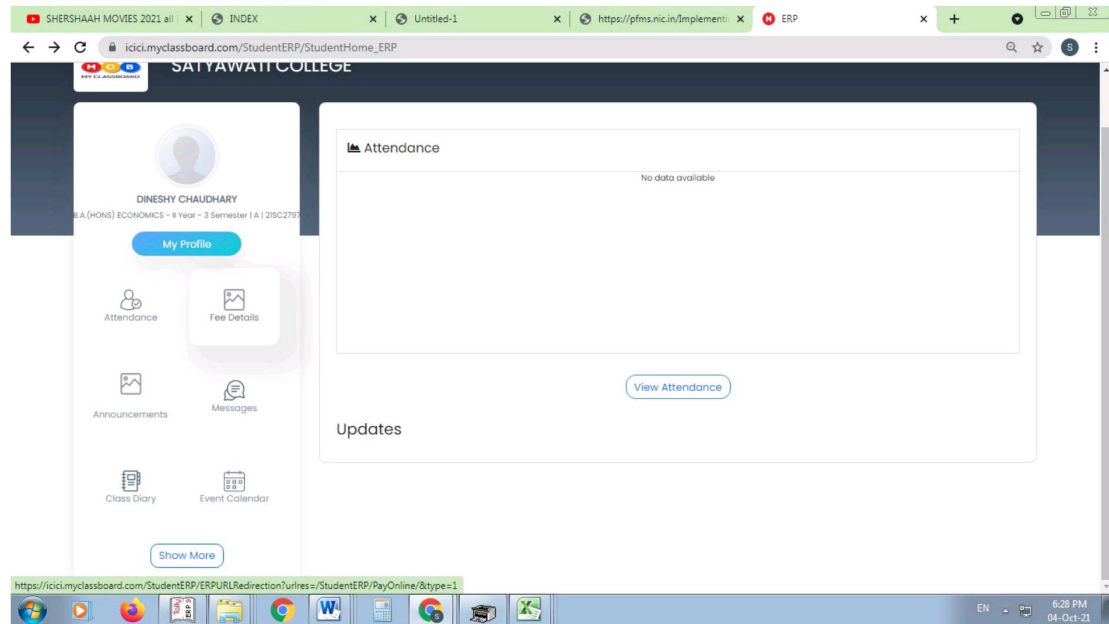 SHERSHAAH MOVIES 2021 all
INDEX
Untitled-1
https://pfms.nic.in/Implementi
ERP
icici.myclassboard.com/StudentERP/StudentHome_ERP
S
MY CLASSBOARD
SATYAWATI COLLEGE
DINESHY CHAUDHARY
B.A.(HONS) ECONOMICS - II Year - 3 Semester | A | 21SC2797
My Profile
Attendance
Fee Details
Announcements
Messages
Class Diary
Event Calendar
Show More
Attendance
No data available
View Attendance
Updates
https://icici.myclassboard.com/StudentERP/ERPURLRedirection?urlres=/StudentERP/PayOnline/&type=1
EN
6:28 PM
04-Oct-21